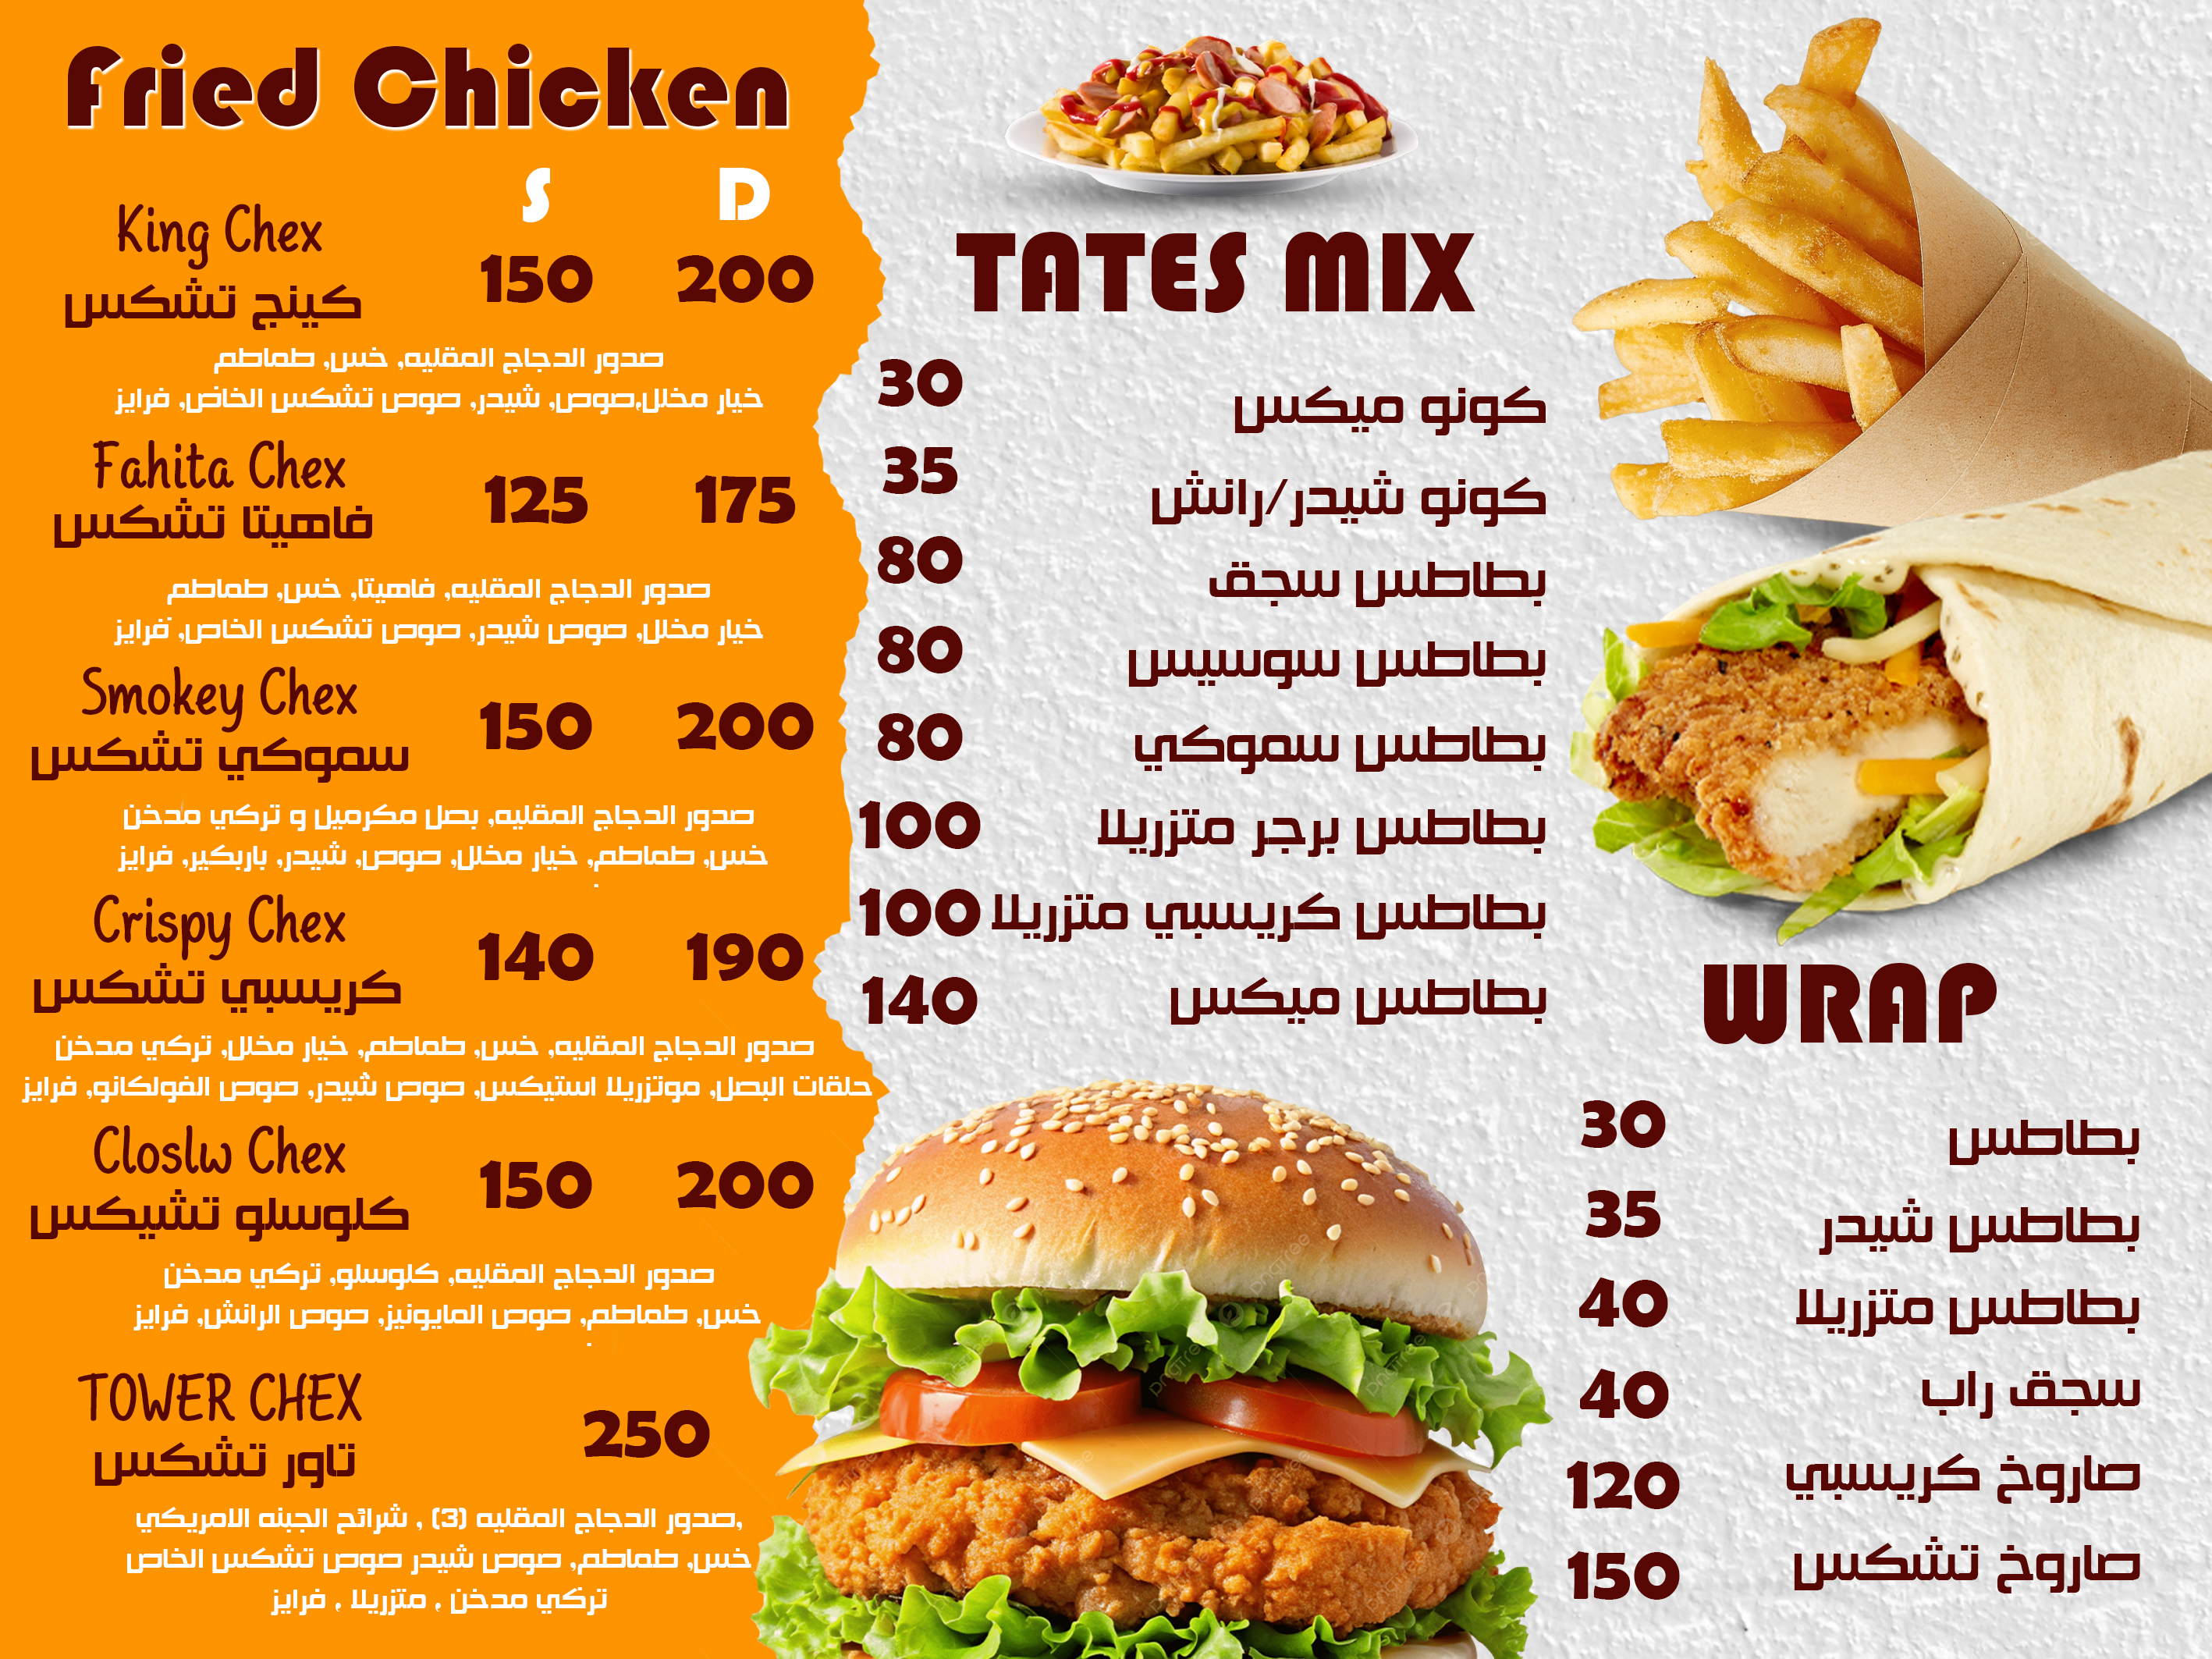 Fried Chicken
S D
King Chex
كينج تشكس
150 200
صدور الدجاج المقليه, خس, طماطم
خيار مخلل,صوص, شيدر, صوص تشكس الخاص, فرايز
Fahita Chex
فاهيتا تشكس
125 175
صدور الدجاج المقليه, فاهيتا, خس, طماطم
خيار مخلل, صوص شيدر, صوص تشكس الخاص, فرايز
Smokey Chex
سموكي تشكس
150 200
صدور الدجاج المقليه, بصل مكرميل و تركي مدخن
خس, طماطم, خيار مخلل, صوص, شيدر, باربكير, فرايز
Crispy Chex
كريسبي تشكس
140 190
صدور الدجاج المقليه, خس, طماطم, خيار مخلل, تركي مدخن
حلقات البصل, موتزريلا استيكس, صوص شيدر, صوص الفولكانو, فرايز
Closlw Chex
كلوسلو تشيكس
150 200
صدور الدجاج المقليه, كلوسلو, تركي مدخن
خس, طماطم, صوص المايونيز, صوص الرانش, فرايز
TOWER CHEX
تاور تشكس
250
صدور الدجاج المقليه (3) , شرائح الجبنه الامريكي,
خس, طماطم, صوص شيدر صوص تشكس الخاص
تركي مدخن , متزريلا , فرايز
TATES MIX
كونو ميكس 30
كونو شيدر/رانش 35
بطاطس سجق 80
بطاطس سوسيس 80
بطاطس سموكي 80
بطاطس برجر متزريلا 100
بطاطس كريسبي متزريلا 100
بطاطس ميكس 140
WRAP
بطاطس 30
بطاطس شيدر 35
بطاطس متزريلا 40
سجق راب 40
صاروخ كريسبي 120
صاروخ تشكس 150